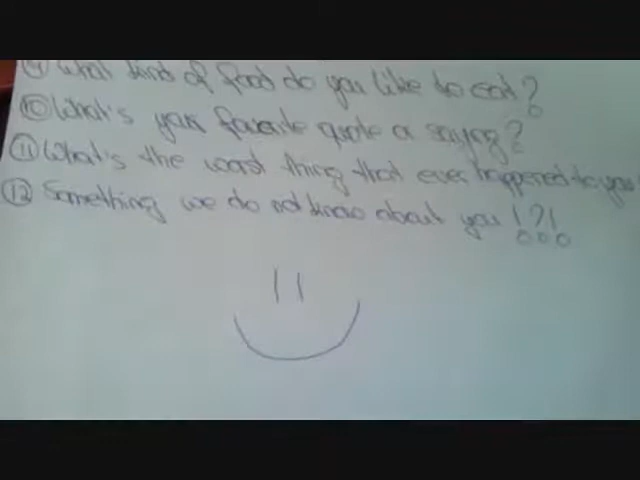 9 What kind of food do you like to eat?
10 What's your favorite quote or saying?
11 What's the worst thing that ever happened to you
12 Something we do not know about you !?!